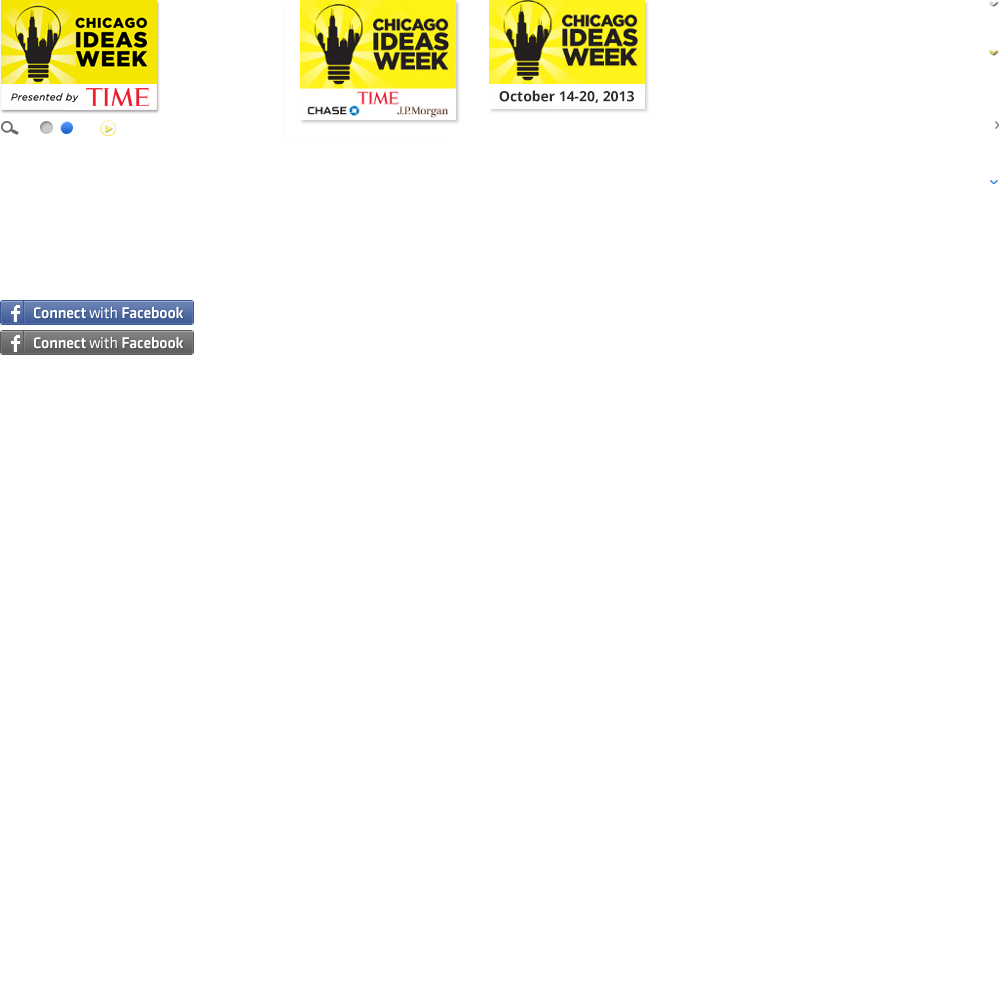 CHICAGO
IDEAS
WEEK
Presented by TIME
CHICAGO
IDEAS
WEEK
TIME
CHASE J.P.Morgan
CHICAGO
IDEAS
WEEK
October 14-20, 2013
f Connect with Facebook
f Connect with Facebook